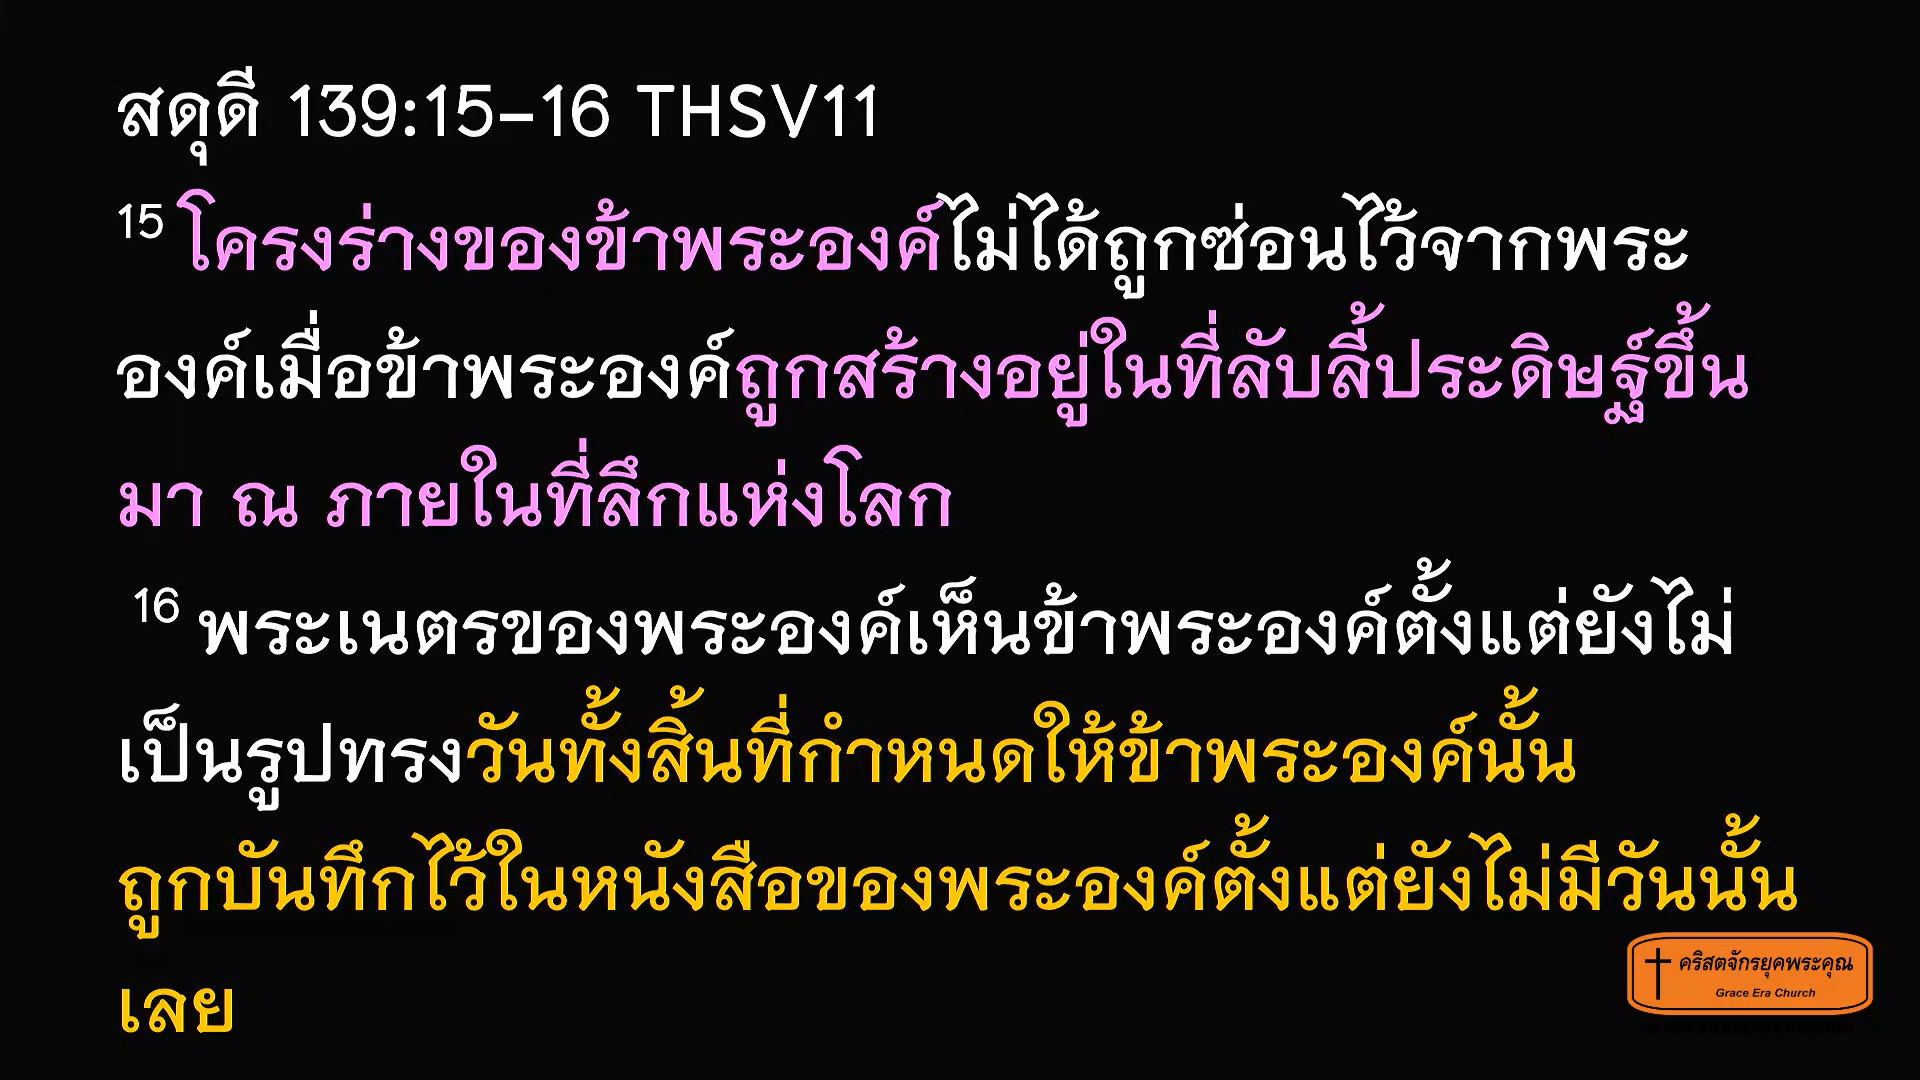 สดุดี 139:15–16 THSV11
15 โครงร่างของข้าพระองค์ไม่ได้ถูกซ่อนไว้จากพระ
องค์เมื่อข้าพระองค์ถูกสร้างอยู่ในที่ลับลี้ประดิษฐ์ขึ้น
มา ณ ภายในที่ลึกแห่งโลก
16 พระเนตรของพระองค์เห็นข้าพระองค์ตั้งแต่ยังไม่
เป็นรูปทรงวันทั้งสิ้นที่กำหนดให้ข้าพระองค์นั้น
ถูกบันทึกไว้ในหนังสือของพระองค์ตั้งแต่ยังไม่มีวันนั้น
เลย
คริสตจักรยุคพระคุณ
Grace Era Church